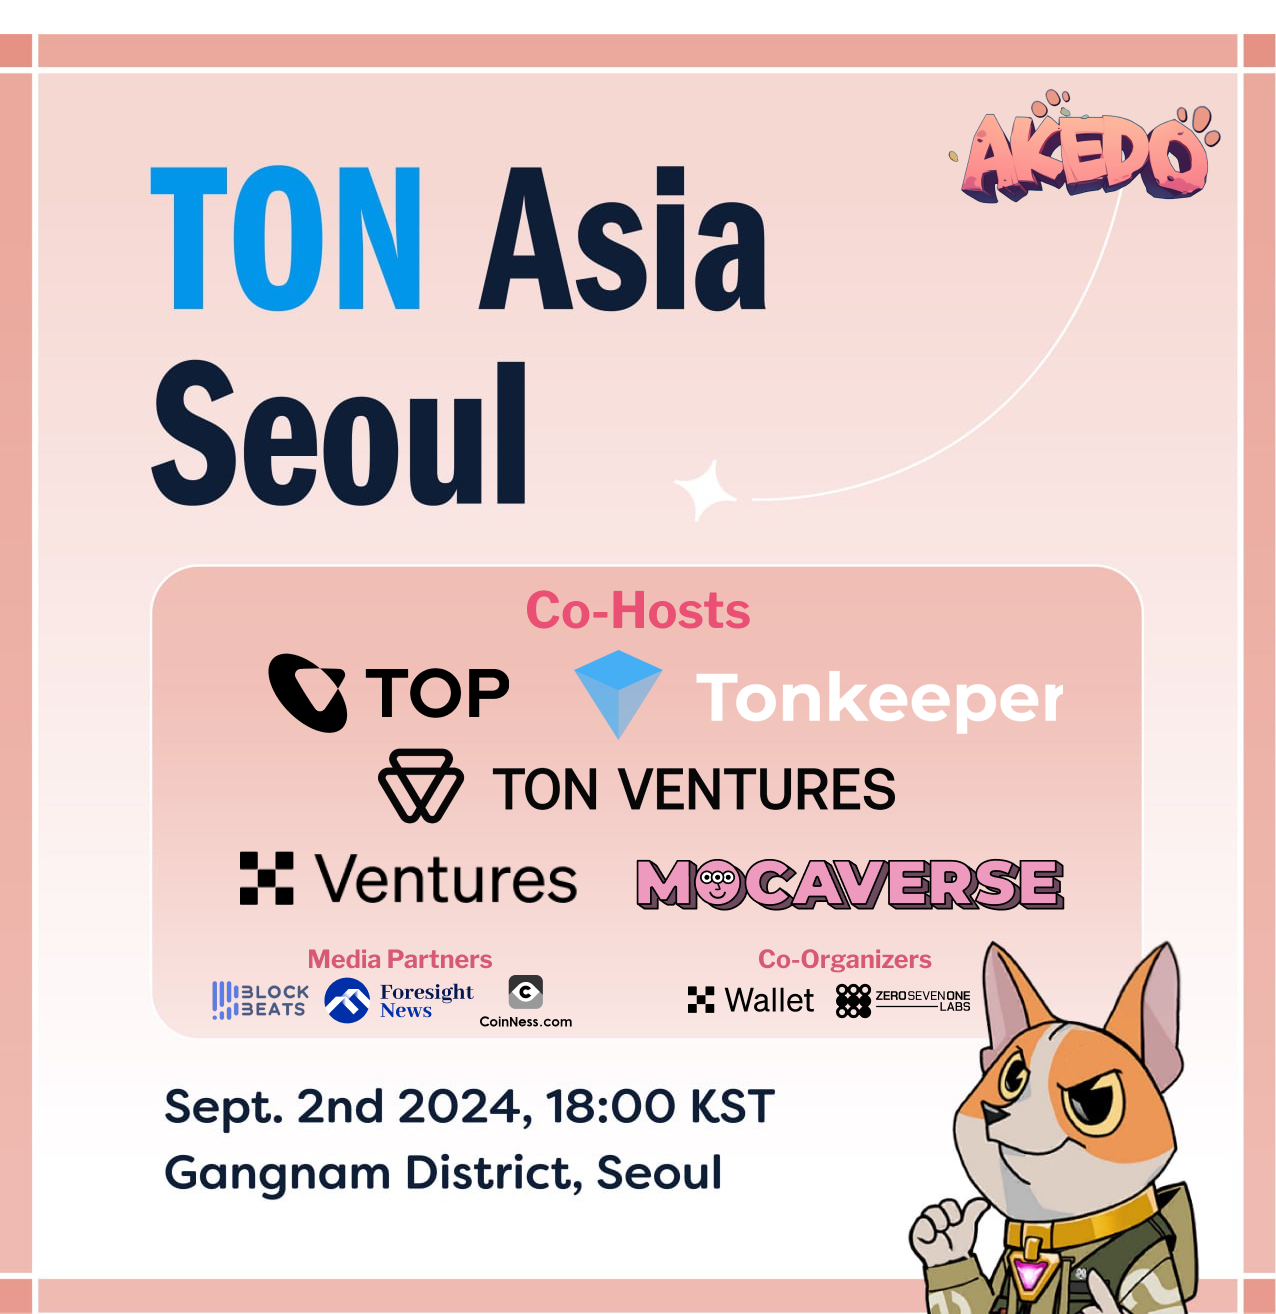 AKEDO
TON Asia
Seoul
Co-Hosts
TOP Tonkeeper
TON VENTURES
Ventures MOCAVERSE
Media Partners Co-Organizers
BLOCK
BEATS
Foresight
News
CoinNess.com
Wallet
ZEROSEVENONE
LABS
Sept. 2nd 2024, 18:00 KST
Gangnam District, Seoul